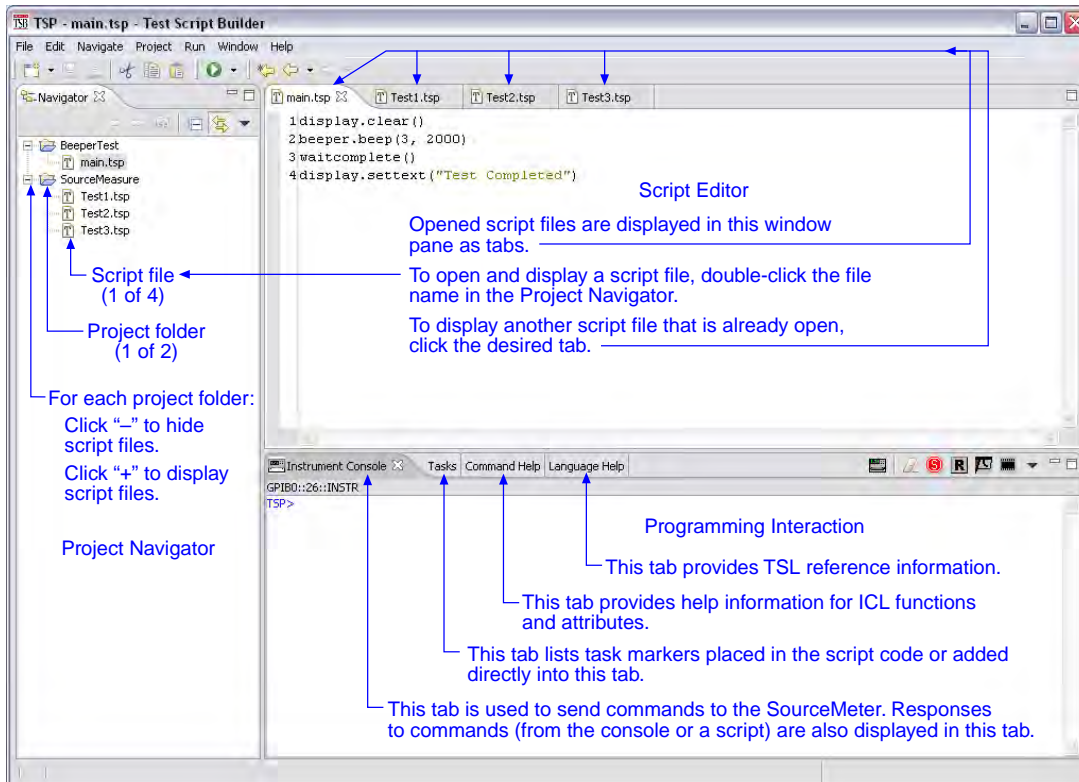 TSP - main.tsp - Test Script Builder
File Edit Navigate Project Run Window Help
Navigator
BeeperTest
main.tsp
SourceMeasure
Test1.tsp
Test2.tsp
Test3.tsp
Script file
(1 of 4)
Project folder
(1 of 2)
For each project folder:
Click “–” to hide
script files.
Click “+” to display
script files.
Project Navigator
main.tsp Test1.tsp Test2.tsp Test3.tsp
1display.clear()
2beeper.beep(3, 2000)
3waitcomplete()
4display.settext("Test Completed")
Script Editor
Opened script files are displayed in this window
pane as tabs.
To open and display a script file, double-click the file
name in the Project Navigator.
To display another script file that is already open,
click the desired tab.
Instrument Console Tasks Command Help Language Help
S R
GPIB0::26::INSTR
TSP>
Programming Interaction
This tab provides TSL reference information.
This tab provides help information for ICL functions
and attributes.
This tab lists task markers placed in the script code or added
directly into this tab.
This tab is used to send commands to the SourceMeter. Responses
to commands (from the console or a script) are also displayed in this tab.